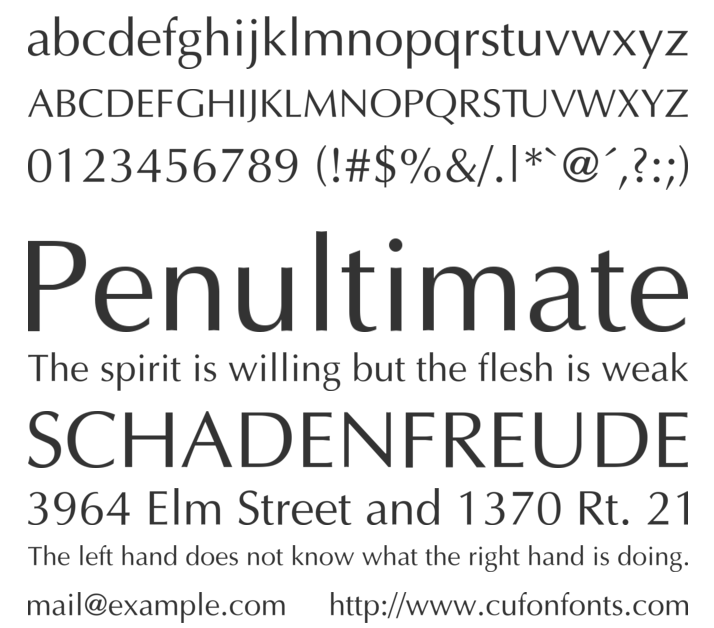 abcdefghijklmnopqrstuvwxyz
ABCDEFGHIJKLMNOPQRSTUVWXYZ
0123456789 (!#$%&/.|*`@´,?:;)
Penultimate
The spirit is willing but the flesh is weak
SCHADENFREUDE
3964 Elm Street and 1370 Rt. 21
The left hand does not know what the right hand is doing.
mail@example.com http://www.cufonfonts.com